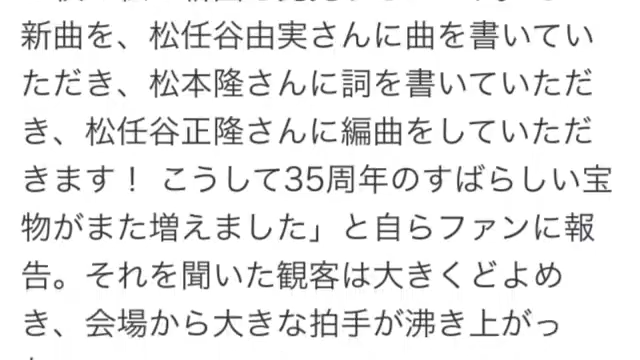 新曲を、松任谷由実さんに曲を書いてい
ただき、松本隆さんに詞を書いていただ
き、松任谷正隆さんに編曲をしていただ
きます！ こうして35周年のすばらしい宝
物がまた増えました」と自らファンに報
告。それを聞いた観客は大きくどよめ
き、会場から大きな拍手が沸き上がっ